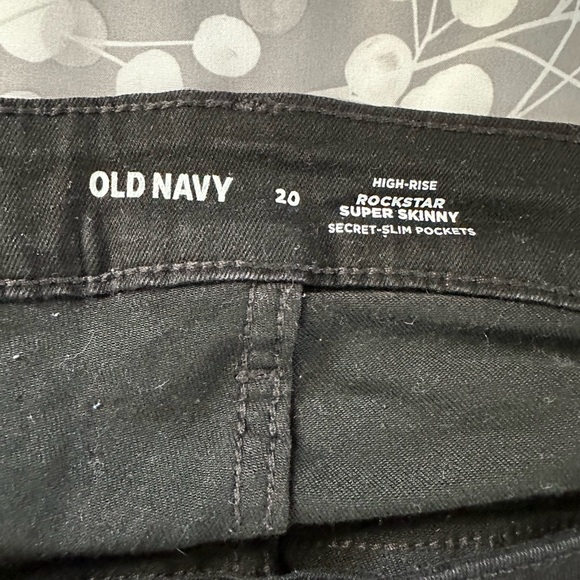 OLD NAVY
20
HIGH-RISE
ROCKSTAR
SUPER SKINNY
SECRET-SLIM POCKETS